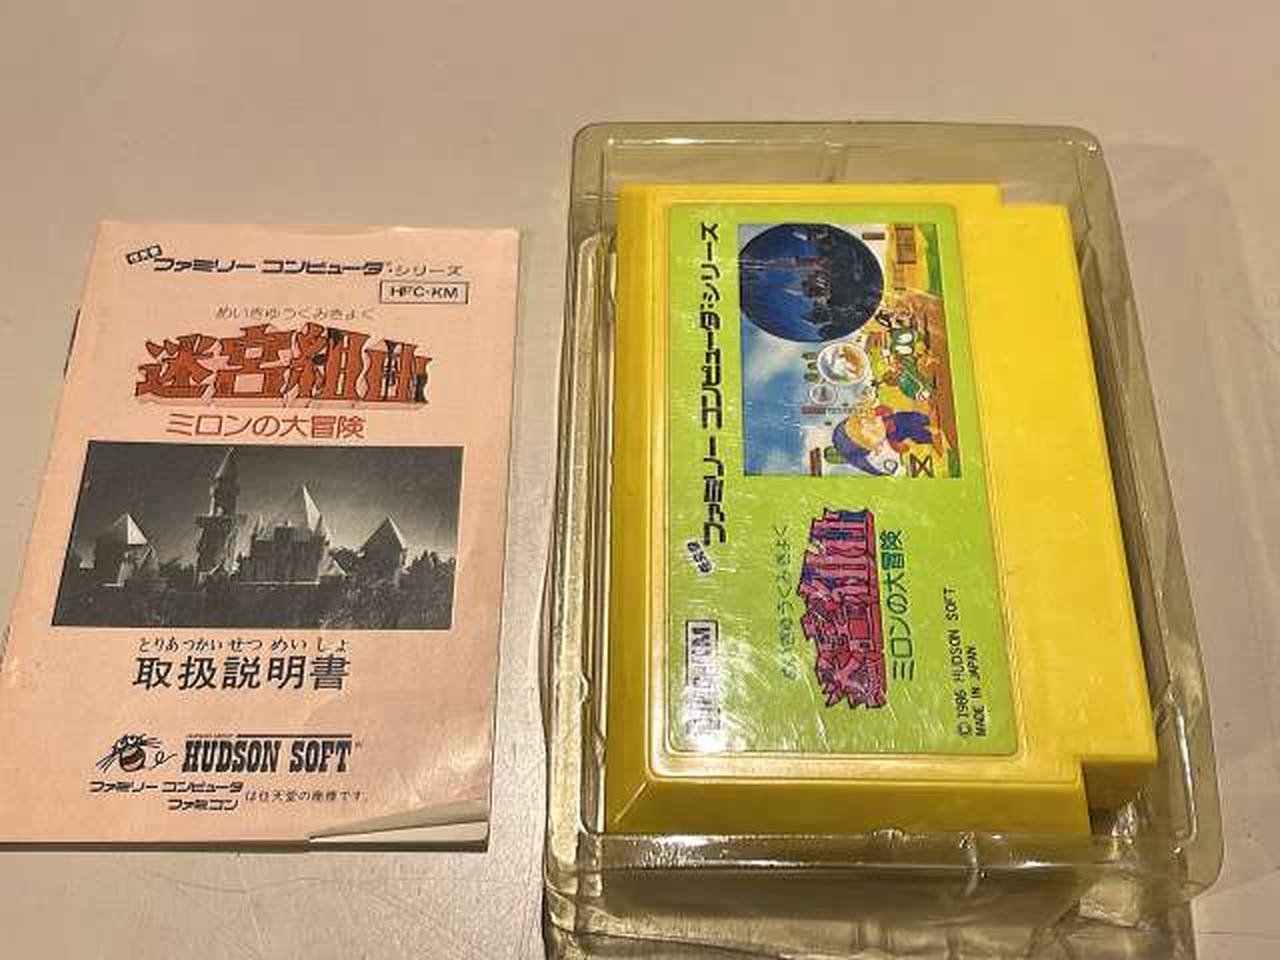 ファミリー コンピュータ・シリーズ
HFC-KM
めいきゅうくみきょく
迷宮組曲
ミロンの大冒険
とりあつかい せつ めい しょ
取扱説明書
HUDSON SOFT
ファミリー コンピュータ
ファミコン
は任天堂の商標です。
ファミリー コンピュータ・シリーズ
めいきゅうくみきょく
迷宮組曲
ミロンの大冒険
© 1986 HUDSON SOFT
MADE IN JAPAN